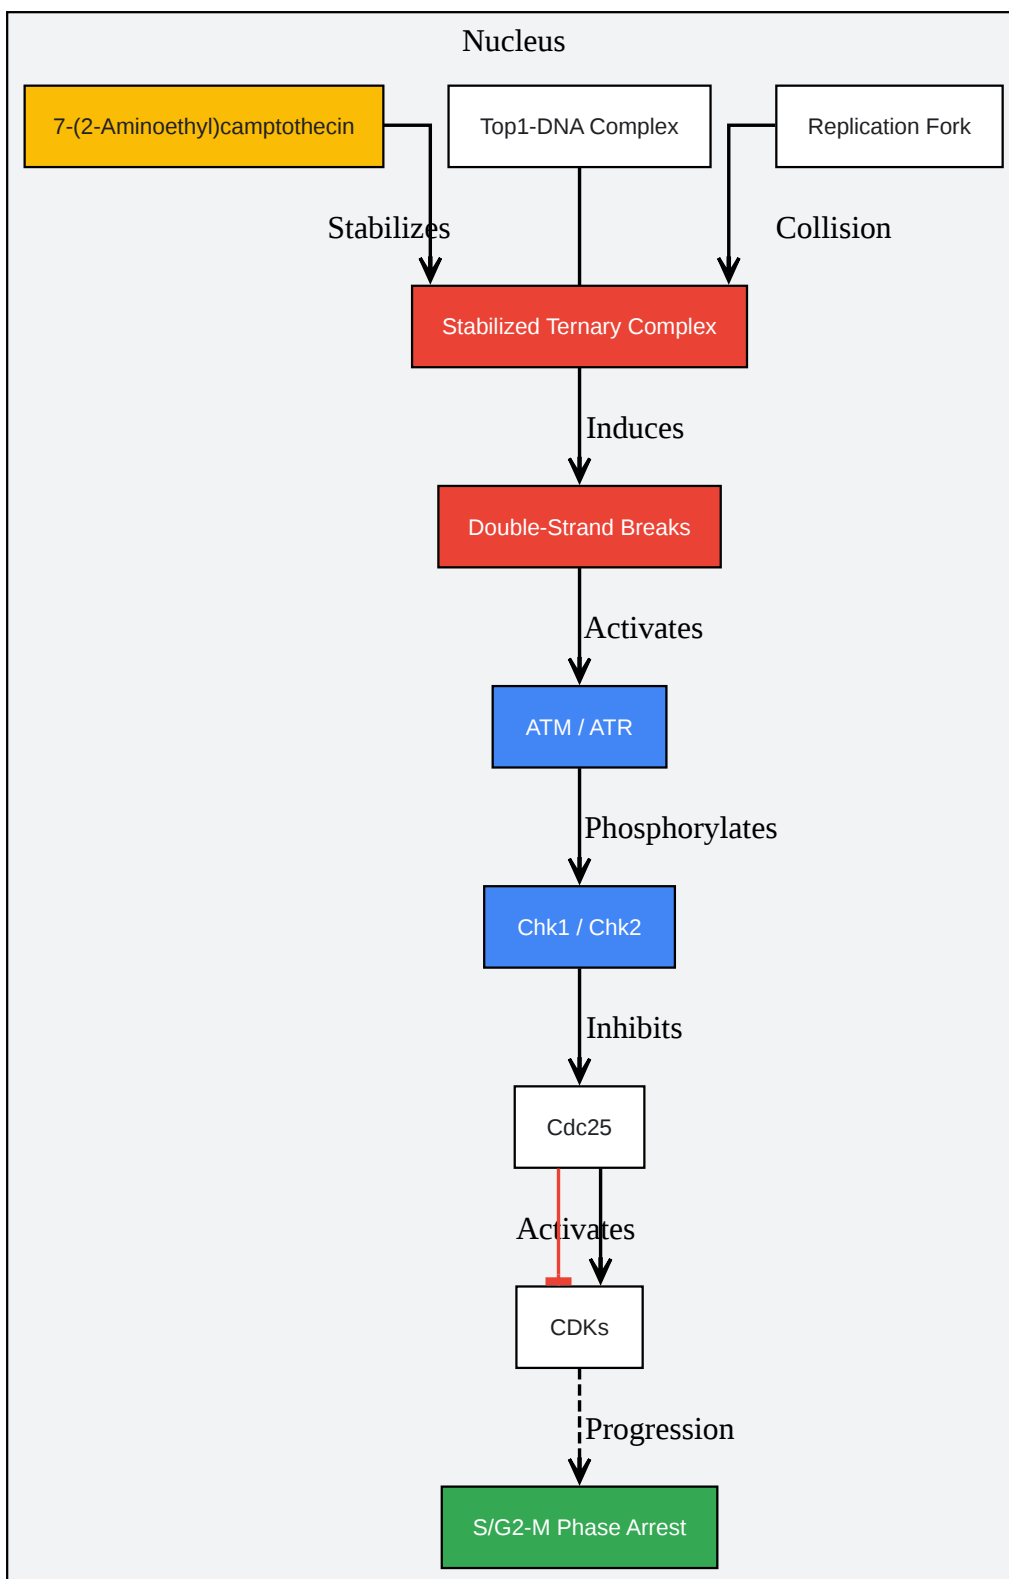 Nucleus
7-(2-Aminoethyl)camptothecin
Top1-DNA Complex
Replication Fork
Stabilizes
Collision
Stabilized Ternary Complex
Induces
Double-Strand Breaks
Activates
ATM / ATR
Phosphorylates
Chk1 / Chk2
Inhibits
Cdc25
Activates
CDKs
Progression
S/G2-M Phase Arrest